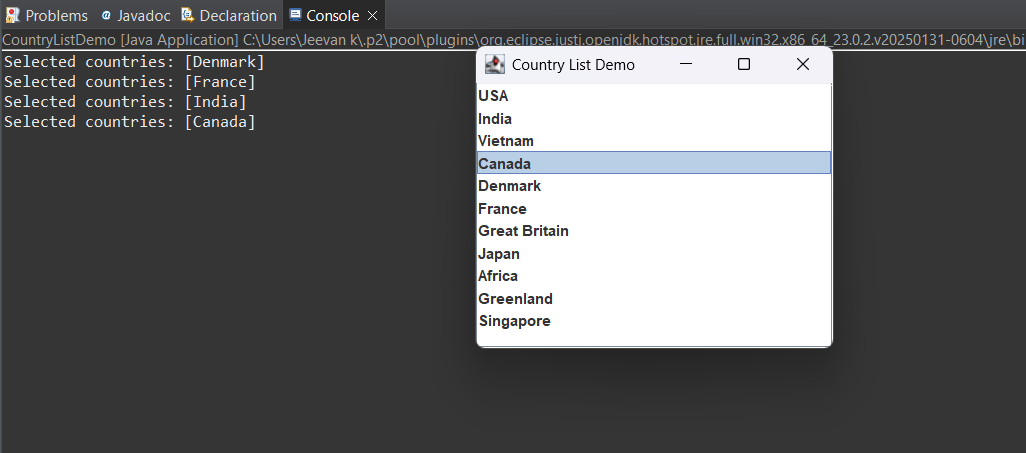 Problems @ Javadoc Declaration Console
CountryListDemo [Java Application] C:\Users\Jeevan k\.p2\pool\plugins\org.eclipse.justj.openjdk.hotspot.jre.full.win32.x86_64_23.0.2.v20250131-0604\jre\bi
Selected countries: [Denmark]
Selected countries: [France]
Selected countries: [India]
Selected countries: [Canada]
Country List Demo
USA
India
Vietnam
Canada
Denmark
France
Great Britain
Japan
Africa
Greenland
Singapore